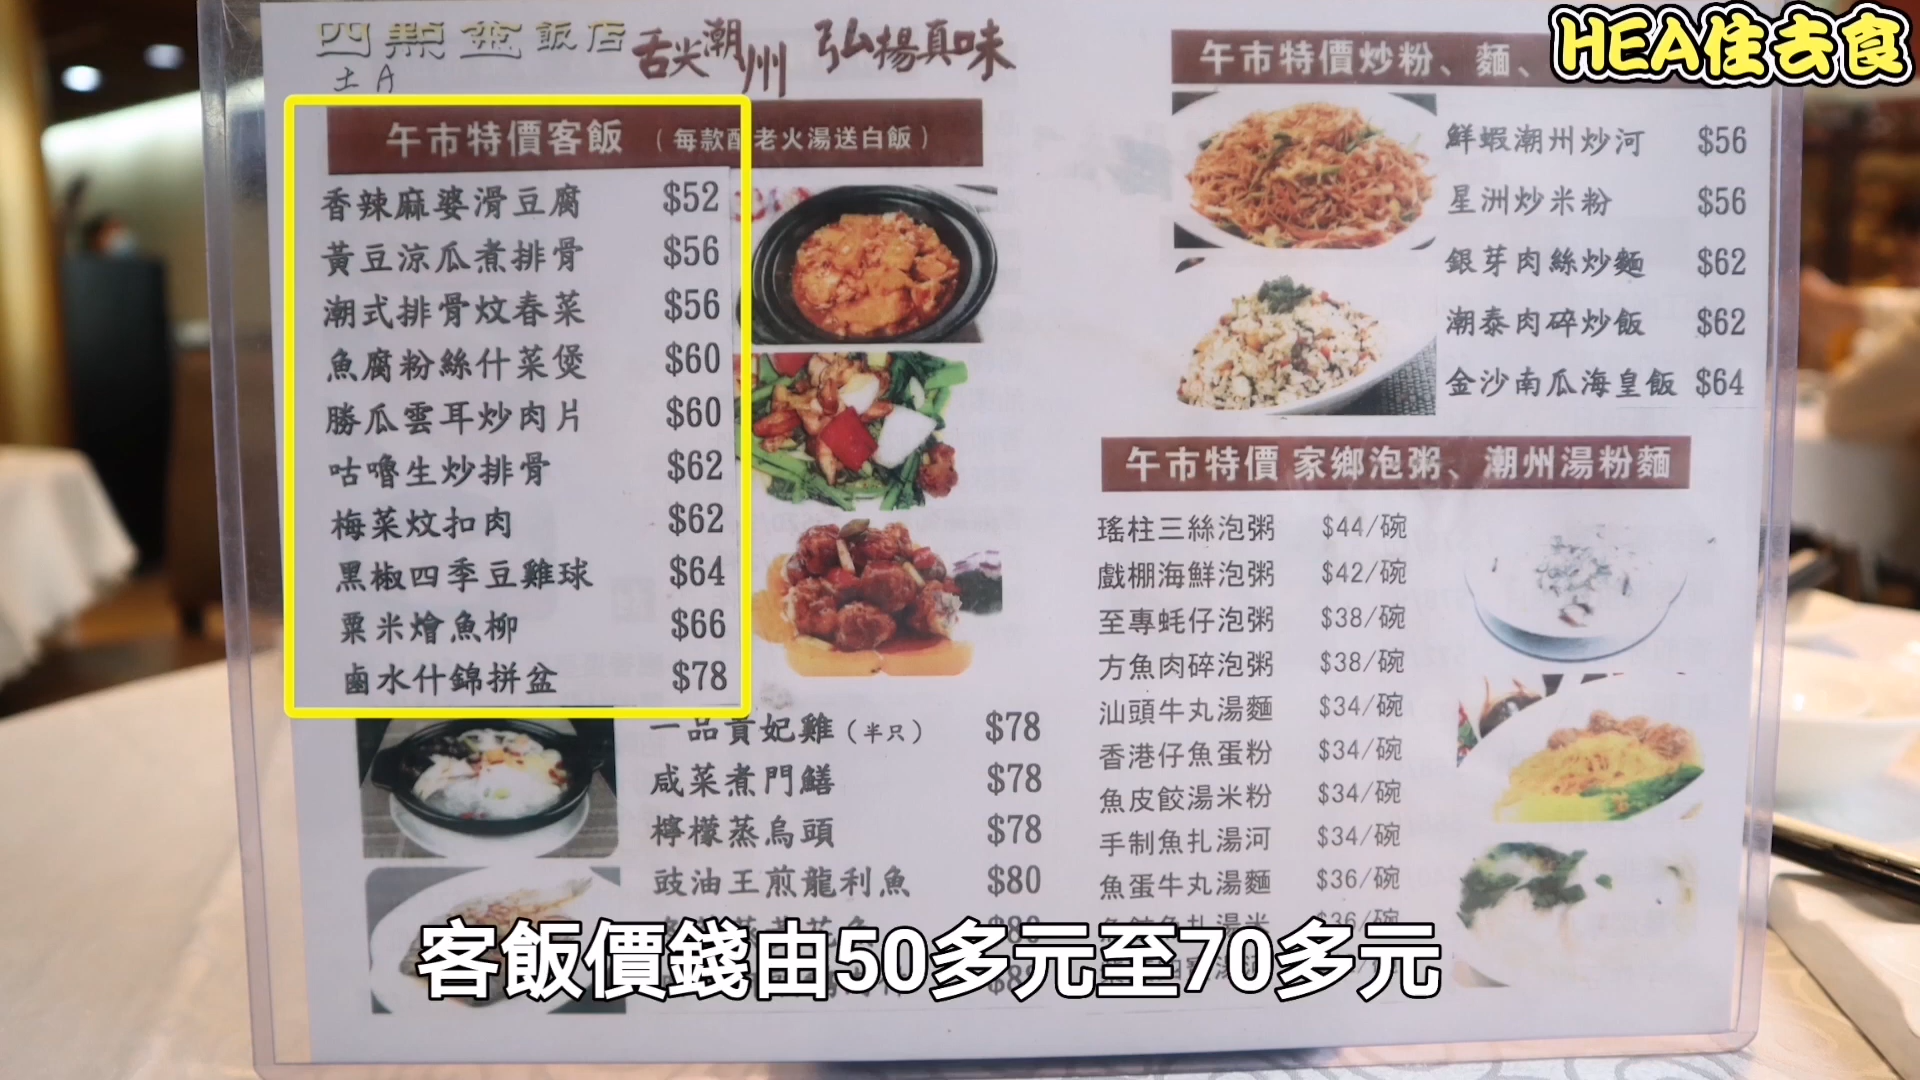 HEA住去食
四點金飯店 舌尖潮州 弘揚真味
土A
午市特價客飯
老火湯送白飯）
香辣麻婆滑豆腐 $52
黃豆涼瓜煮排骨 $56
潮式排骨炆春菜 $56
魚腐粉絲什菜煲 $60
勝瓜雲耳炒肉片 $60
咕嚕生炒排骨 $62
梅菜炆扣肉 $62
黑椒四季豆雞球 $64
粟米燴魚柳 $66
鹵水什錦拼盆 $78
一品貢妃雞（半只） $78
咸菜煮門鱔 $78
檸檬蒸烏頭 $78
豉油王煎龍利魚 $80
午市特價炒粉、麵、
鮮蝦潮州炒河 $56
星洲炒米粉 $56
銀芽肉絲炒麵 $62
潮泰肉碎炒飯 $62
金沙南瓜海皇飯 $64
午市特價 家鄉泡粥、潮州湯粉麵
瑤柱三絲泡粥 $44/碗
戲棚海鮮泡粥 $42/碗
至專蚝仔泡粥 $38/碗
方魚肉碎泡粥 $38/碗
汕頭牛丸湯麵 $34/碗
香港仔魚蛋粉 $34/碗
魚皮餃湯米粉 $34/碗
手制魚扎湯河 $34/碗
魚蛋牛丸湯麵 $36/碗
客飯價錢由50多元至70多元